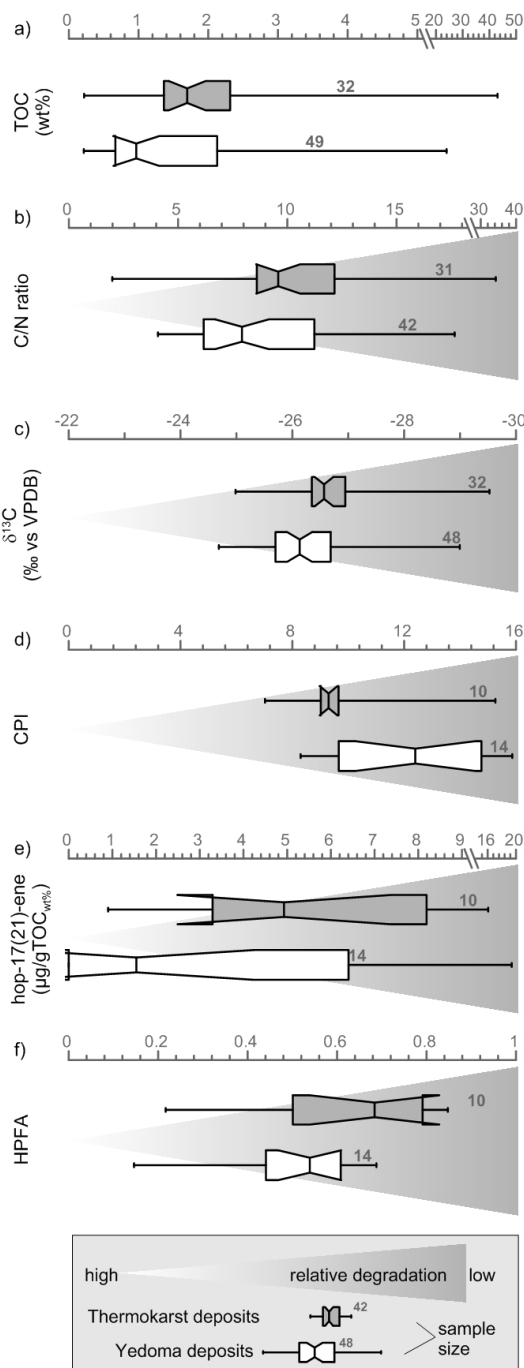 a)
0 1 2 3 4 5 20 30 40 50
TOC
(wt%)
32
49
b)
0 5 10 15 30 40
C/N ratio
31
42
c)
-22 -24 -26 -28 -30
δ13C
(‰ vs VPDB)
32
48
d)
0 4 8 12 16
CPI
10
14
e)
0 1 2 3 4 5 6 7 8 9 16 20
hop-17(21)-ene
(µg/gTOCwt%)
10
14
f)
0 0.2 0.4 0.6 0.8 1
HPFA
10
14
high relative degradation low
Thermokarst deposits 42
Yedoma deposits 48
sample
size